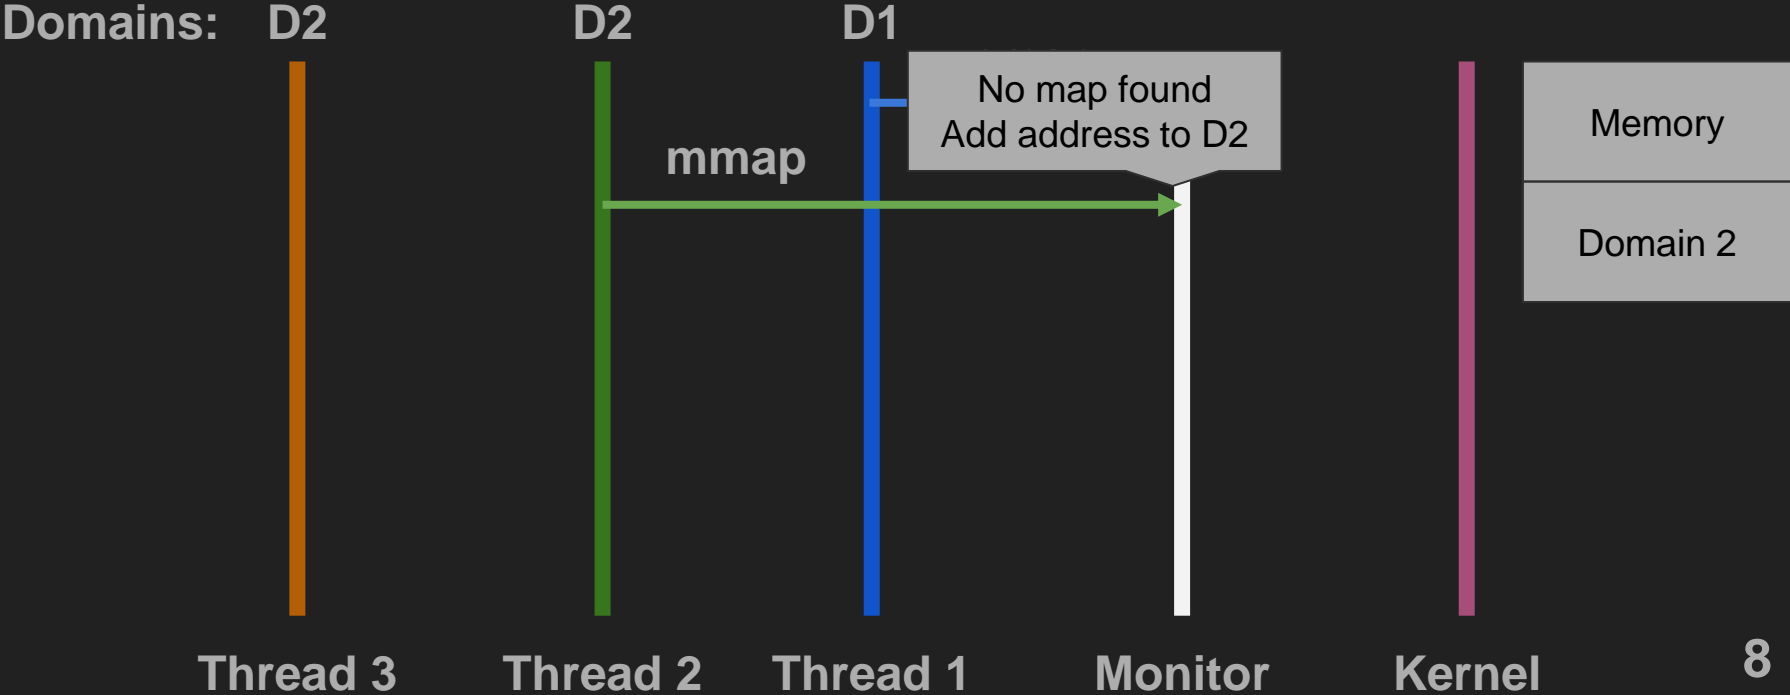 Domains: D2 D2 D1
No map found
Add address to D2
mmap
Memory
Domain 2
Thread 3 Thread 2 Thread 1 Monitor Kernel
8